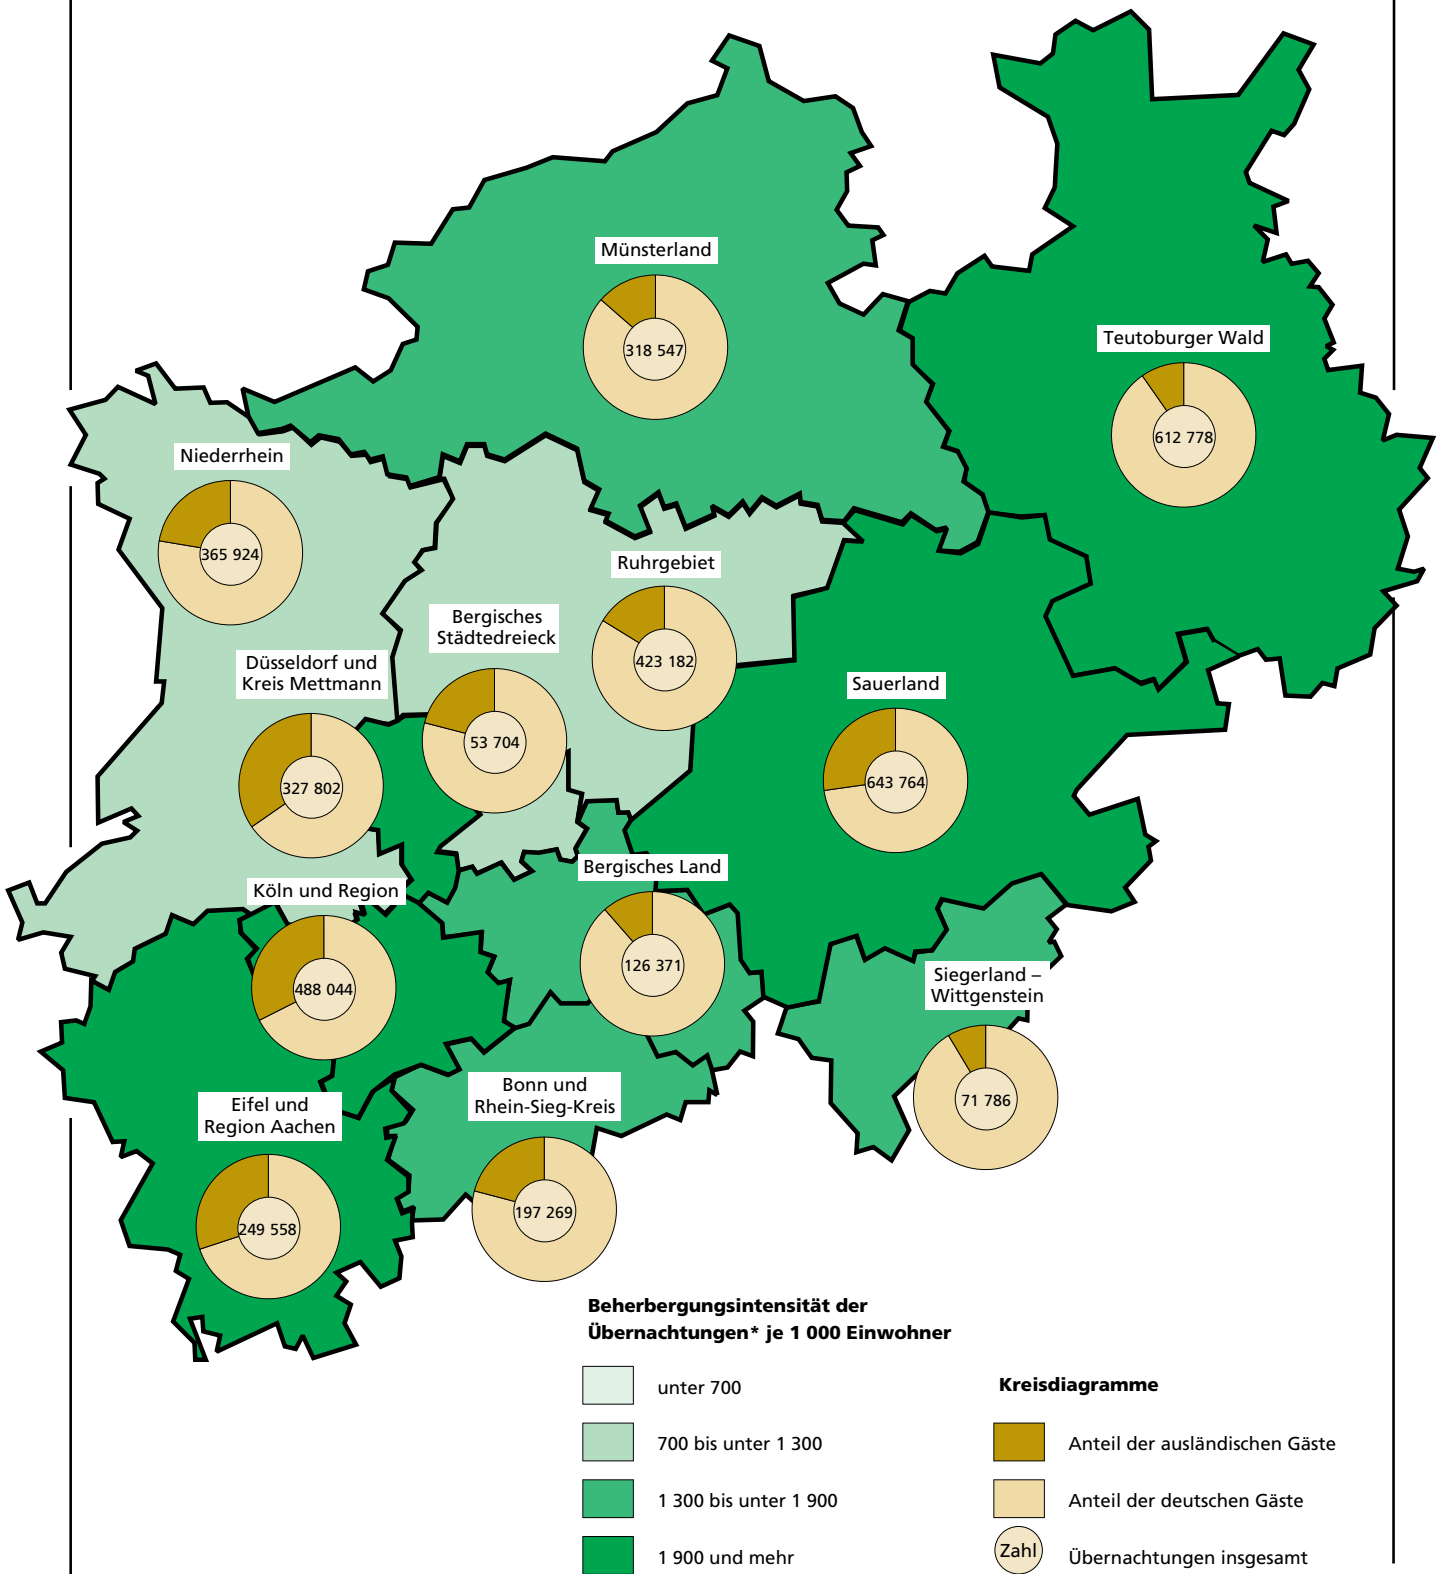 Münsterland
318 547
Teutoburger Wald
612 778
Niederrhein
365 924
Ruhrgebiet
423 182
Bergisches
Städtedreieck
53 704
Düsseldorf und
Kreis Mettmann
327 802
Sauerland
643 764
Köln und Region
488 044
Bergisches Land
126 371
Siegerland –
Wittgenstein
71 786
Bonn und
Rhein-Sieg-Kreis
197 269
Eifel und
Region Aachen
249 558
Beherbergungsintensität der
Übernachtungen* je 1 000 Einwohner
unter 700
700 bis unter 1 300
1 300 bis unter 1 900
1 900 und mehr
Kreisdiagramme
Anteil der ausländischen Gäste
Anteil der deutschen Gäste
Zahl
Übernachtungen insgesamt